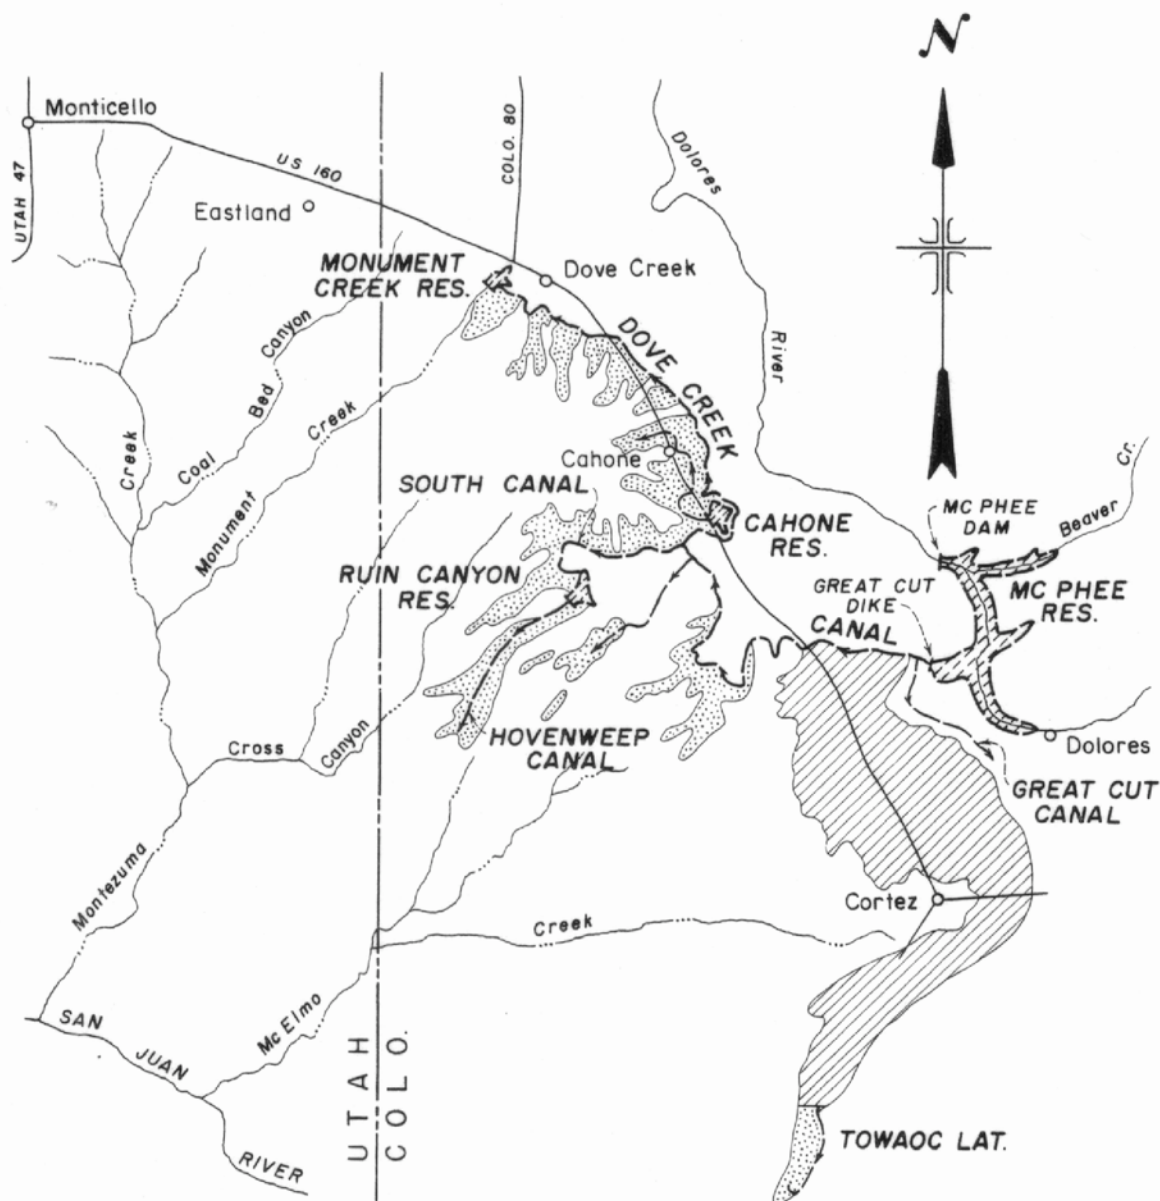 N
Monticello
UTAH 47
US 160
COLO. 80
Dolores
River
Eastland
MONUMENT
CREEK RES.
Dove Creek
DOVE CREEK
Canyon
Bed
Coal
Creek
Monument
Creek
Cahone
SOUTH CANAL
CAHONE
RES.
MC PHEE
DAM
Beaver
Cr.
RUIN CANYON
RES.
GREAT CUT
DIKE
CANAL
MC PHEE
RES.
HOVENWEEP
CANAL
Cross
Canyon
Dolores
GREAT CUT
CANAL
Montezuma
Cortez
Creek
Mc Elmo
SAN
JUAN
RIVER
UTAH
COLO.
TOWAOC LAT.